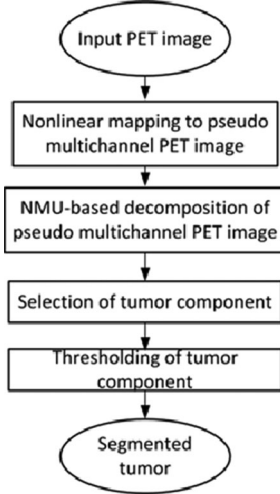 Input PET image
Nonlinear mapping to pseudo
multichannel PET image
NMU-based decomposition of
pseudo multichannel PET image
Selection of tumor component
Thresholding of tumor
component
Segmented
tumor